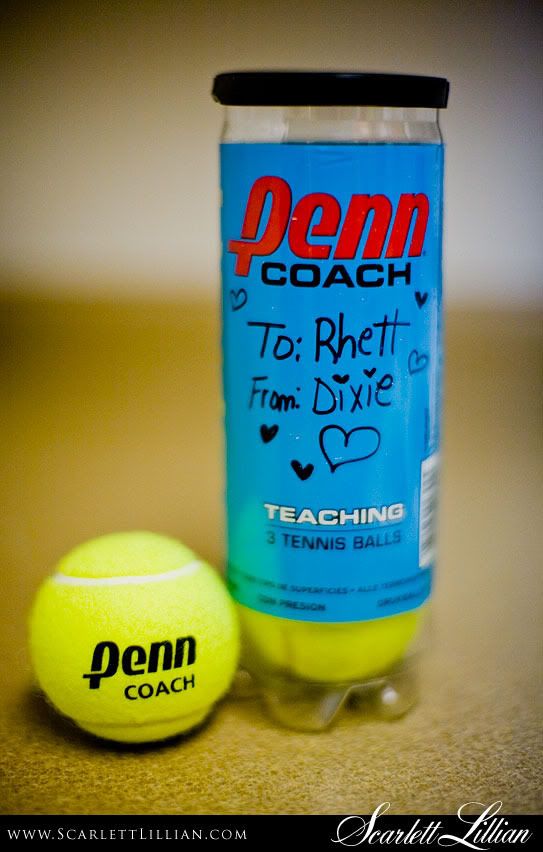 Penn
COACH
To: Rhett
From: Dixie
TEACHING
3 TENNIS BALLS
Penn
COACH
www.ScarlettLillian.com
Scarlett Lillian